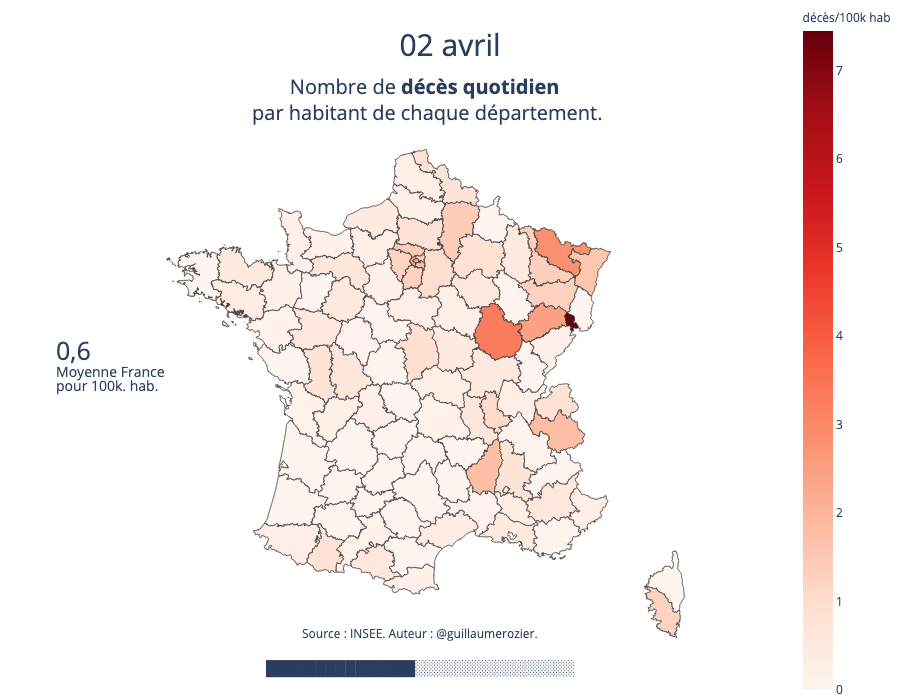 décès/100k hab
02 avril
Nombre de décès quotidien
par habitant de chaque département.
7
6
5
4
3
2
1
0
0,6
Moyenne France
pour 100k. hab.
Source : INSEE. Auteur : @guillaumerozier.